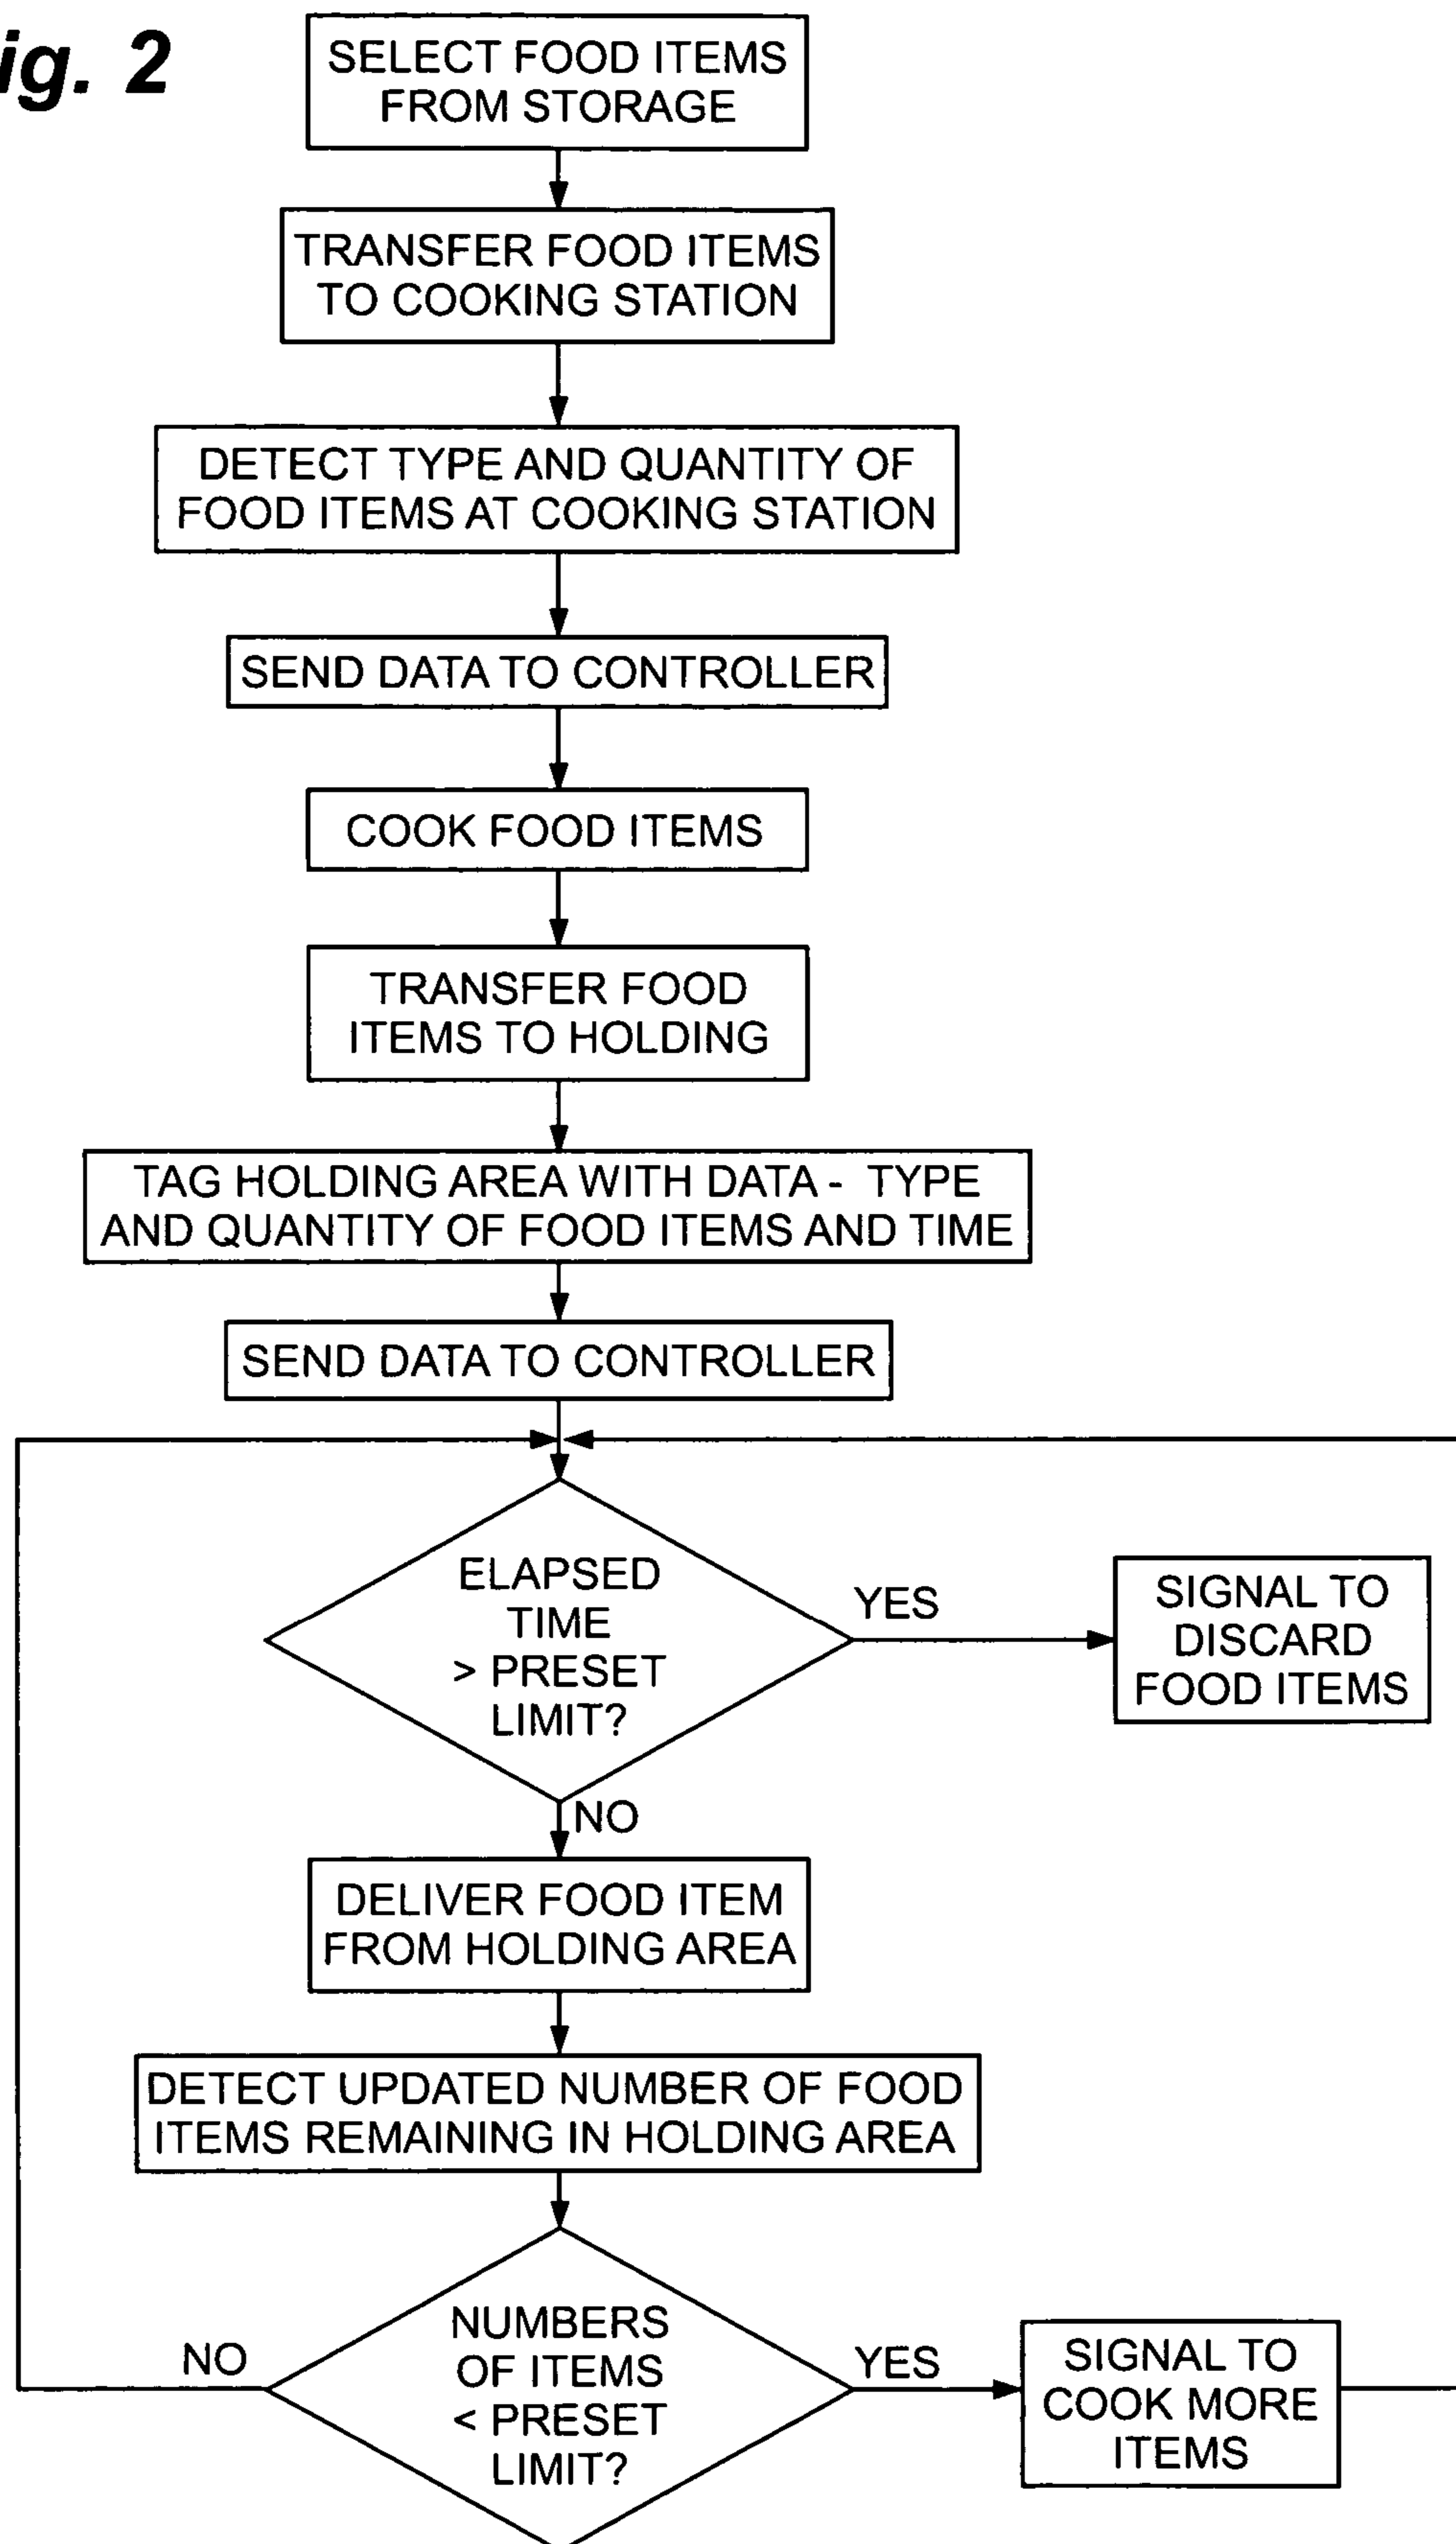 ig. 2
SELECT FOOD ITEMS
FROM STORAGE
TRANSFER FOOD ITEMS
TO COOKING STATION
DETECT TYPE AND QUANTITY OF
FOOD ITEMS AT COOKING STATION
SEND DATA TO CONTROLLER
COOK FOOD ITEMS
TRANSFER FOOD
ITEMS TO HOLDING
TAG HOLDING AREA WITH DATA - TYPE
AND QUANTITY OF FOOD ITEMS AND TIME
SEND DATA TO CONTROLLER
ELAPSED
TIME
> PRESET
LIMIT?
YES
SIGNAL TO
DISCARD
FOOD ITEMS
NO
DELIVER FOOD ITEM
FROM HOLDING AREA
DETECT UPDATED NUMBER OF FOOD
ITEMS REMAINING IN HOLDING AREA
NO
NUMBERS
OF ITEMS
< PRESET
LIMIT?
YES
SIGNAL TO
COOK MORE
ITEMS